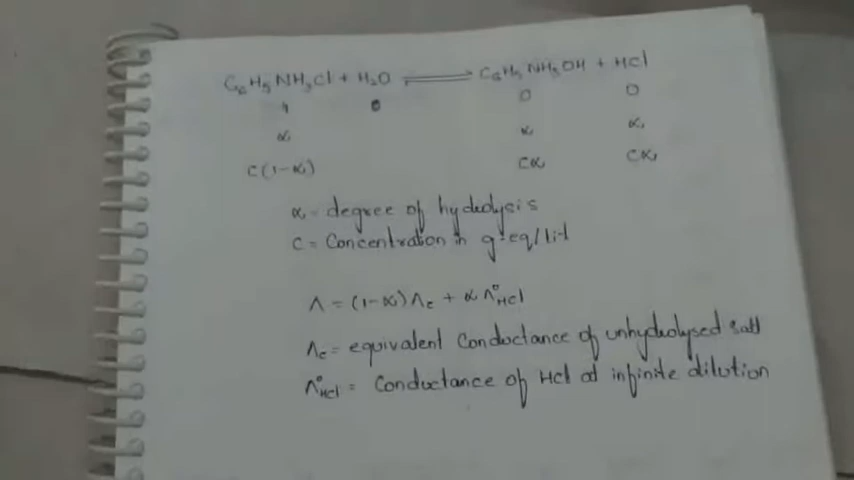 C₆H₅NH₃Cl + H₂O ⇌ C₆H₅NH₃OH + HCl
1 0 0 0
α α α
C(1-α) Cα Cα
α - degree of hydrolysis
C = Concentration in g.eq/lit
Λ = (1-α)Λc + αΛ°HCl
Λc = equivalent Conductance of unhydrolysed salt
Λ°HCl = Conductance of HCl at infinite dilution